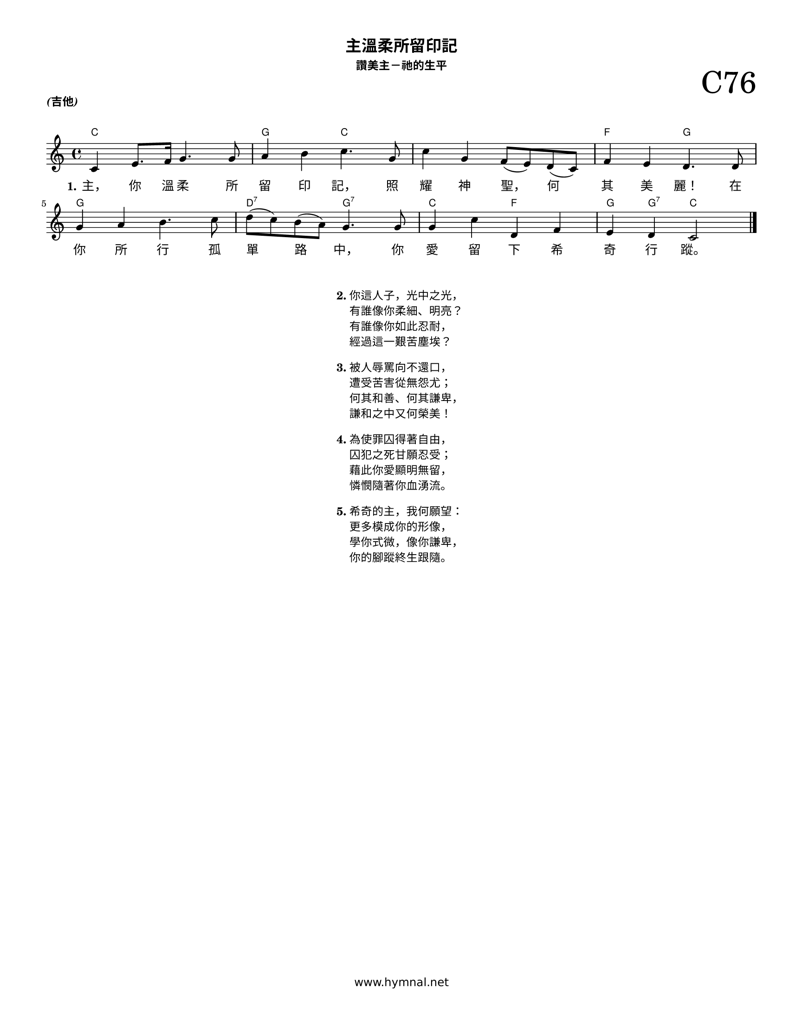 主溫柔所留印記
讚美主－祂的生平
C76
(吉他)
C G C F G
1. 主， 你 溫柔 所 留 印 記， 照 耀 神 聖， 何 其 美 麗！ 在
5 G D7 G7 C F G G7 C
你 所 行 孤 單 路 中， 你 愛 留 下 希 奇 行 蹤。
2. 你這人子，光中之光，
有誰像你柔細、明亮？
有誰像你如此忍耐，
經過這一艱苦塵埃？
3. 被人辱罵向不還口，
遭受苦害從無怨尤；
何其和善、何其謙卑，
謙和之中又何榮美！
4. 為使罪囚得著自由，
囚犯之死甘願忍受；
藉此你愛顯明無留，
憐憫隨著你血湧流。
5. 希奇的主，我何願望：
更多模成你的形像，
學你式微，像你謙卑，
你的腳蹤終生跟隨。
www.hymnal.net